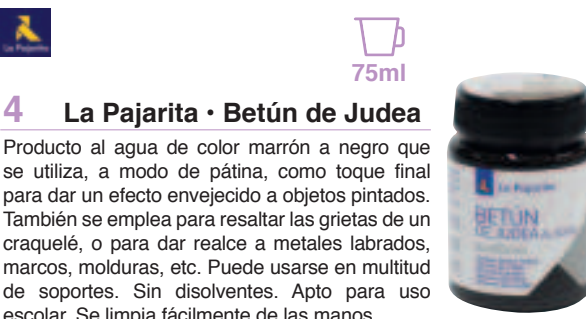 La Pajarita
75ml
4 La Pajarita • Betún de Judea
Producto al agua de color marrón a negro que
se utiliza, a modo de pátina, como toque final
para dar un efecto envejecido a objetos pintados.
También se emplea para resaltar las grietas de un
craquelé, o para dar realce a metales labrados,
marcos, molduras, etc. Puede usarse en multitud
de soportes. Sin disolventes. Apto para uso
escolar. Se limpia fácilmente de las manos.
La Pajarita
BETÚN
DE JUDEA